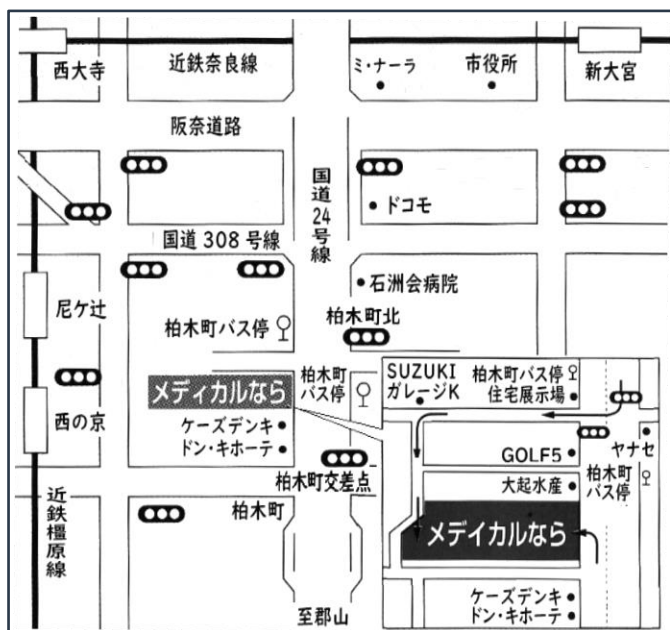 西大寺
近鉄奈良線
ミ・ナーラ
市役所
新大宮
阪奈道路
国道24号線
ドコモ
国道308号線
石洲会病院
尼ケ辻
柏木町バス停
柏木町北
メディカルなら
柏木町
バス停
西の京
ケーズデンキ
ドン・キホーテ
柏木町交差点
近鉄橿原線
柏木町
至郡山
SUZUKI
ガレージK
柏木町バス停
住宅展示場
GOLF5
ヤナセ
柏木町
バス停
大起水産
メデイカルなら
ケーズデンキ
ドン・キホーテ